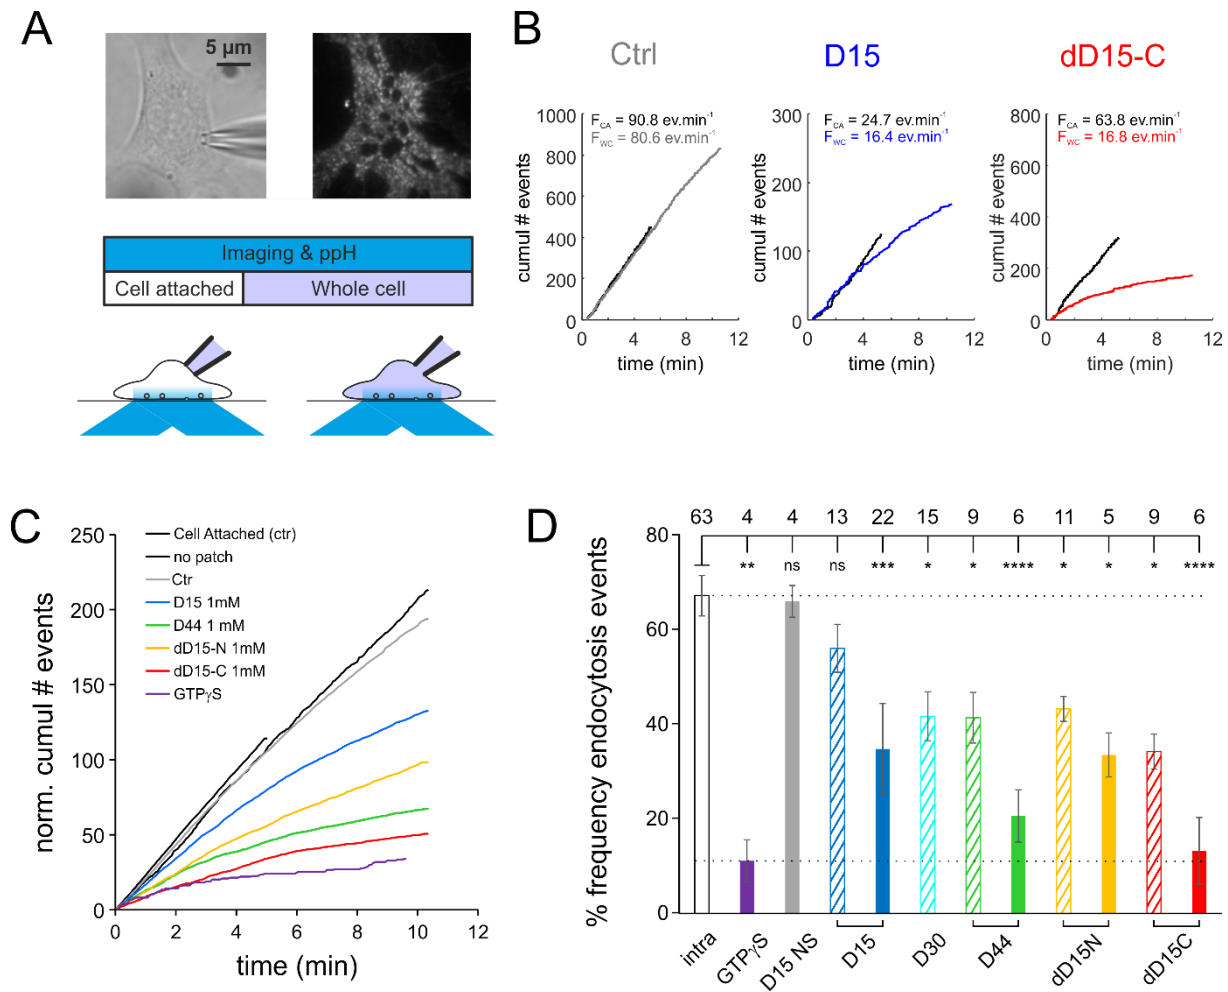 A
5 µm
Imaging & ppH
Cell attached
Whole cell
B
Ctrl
D15
dD15-C
1000
800
600
400
200
0
cumul # events
F_CA = 90.8 ev.min⁻¹
F_WC = 80.6 ev.min⁻¹
0 4 8 12
time (min)
300
200
100
0
cumul # events
F_CA = 24.7 ev.min⁻¹
F_WC = 16.4 ev.min⁻¹
0 4 8 12
time (min)
800
600
400
200
0
cumul # events
F_CA = 63.8 ev.min⁻¹
F_WC = 16.8 ev.min⁻¹
0 4 8 12
time (min)
C
250
200
150
100
50
0
norm. cumul # events
Cell Attached (ctr)
no patch
Ctr
D15 1mM
D44 1 mM
dD15-N 1mM
dD15-C 1mM
GTPγS
0 2 4 6 8 10 12
time (min)
D
63 4 4 13 22 15 9 6 11 5 9 6
** ns ns *** * * **** * * * ****
80
60
40
20
0
% frequency endocytosis events
intra
GTPγS
D15 NS
D15
D30
D44
dD15N
dD15C